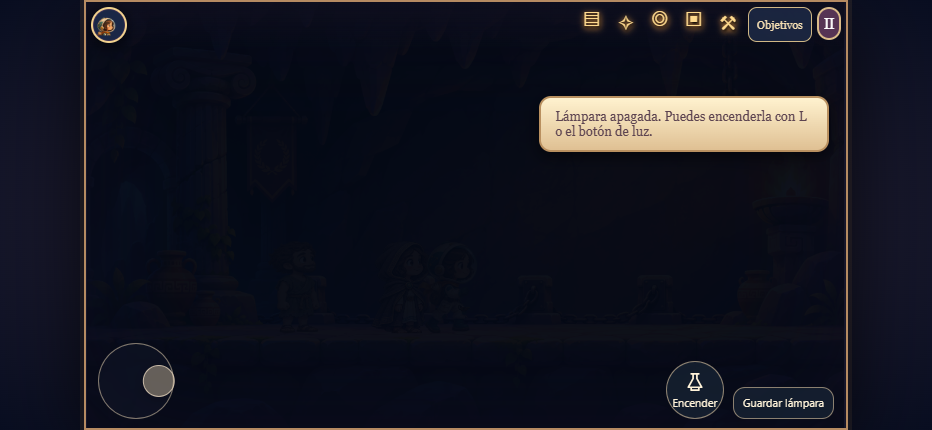 Objetivos
II
Lámpara apagada. Puedes encenderla con L
o el botón de luz.
Encender
Guardar lámpara